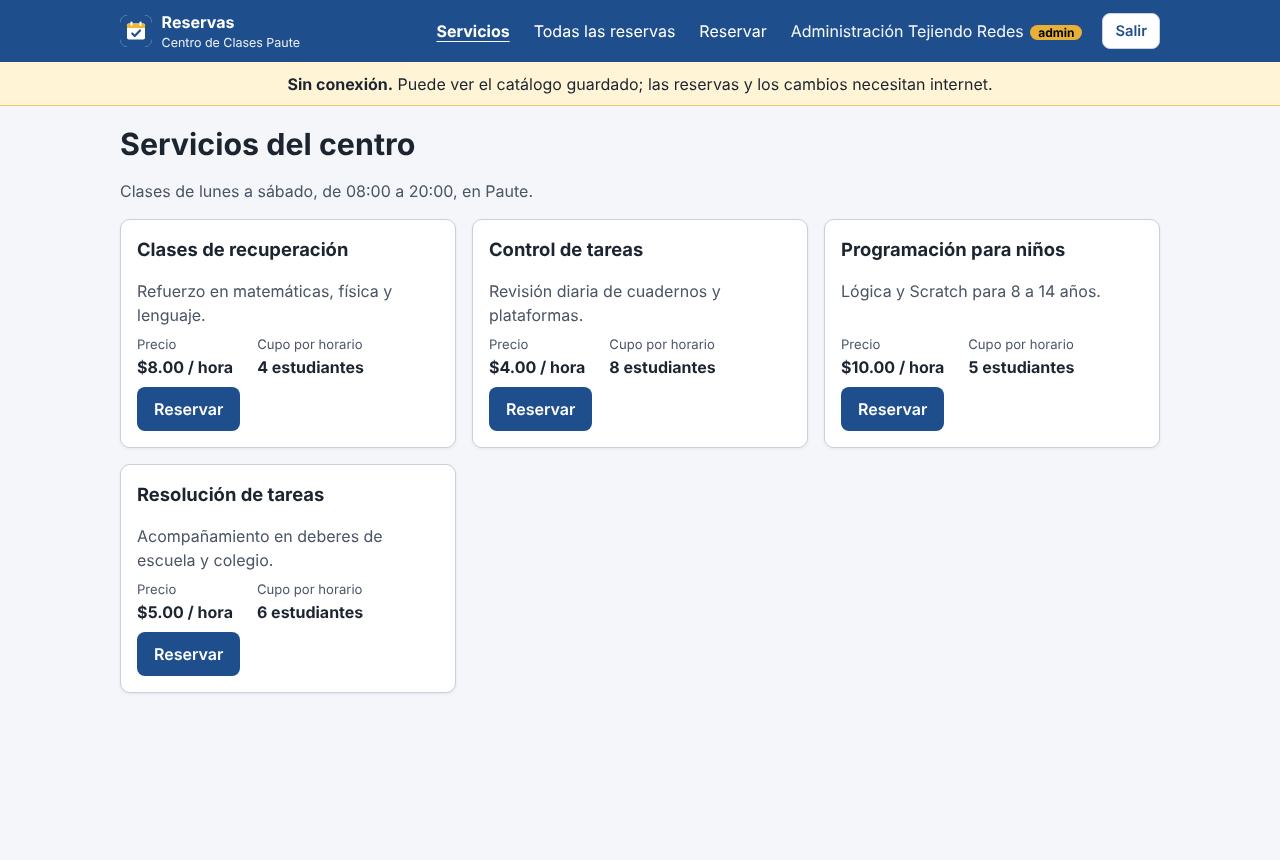 Reservas
Centro de Clases Paute
Servicios
Todas las reservas
Reservar
Administración Tejiendo Redes admin
Salir
Sin conexión. Puede ver el catálogo guardado; las reservas y los cambios necesitan internet.
Servicios del centro
Clases de lunes a sábado, de 08:00 a 20:00, en Paute.
Clases de recuperación
Refuerzo en matemáticas, física y
lenguaje.
Precio
$8.00 / hora
Cupo por horario
4 estudiantes
Reservar
Control de tareas
Revisión diaria de cuadernos y
plataformas.
Precio
$4.00 / hora
Cupo por horario
8 estudiantes
Reservar
Programación para niños
Lógica y Scratch para 8 a 14 años.
Precio
$10.00 / hora
Cupo por horario
5 estudiantes
Reservar
Resolución de tareas
Acompañamiento en deberes de
escuela y colegio.
Precio
$5.00 / hora
Cupo por horario
6 estudiantes
Reservar